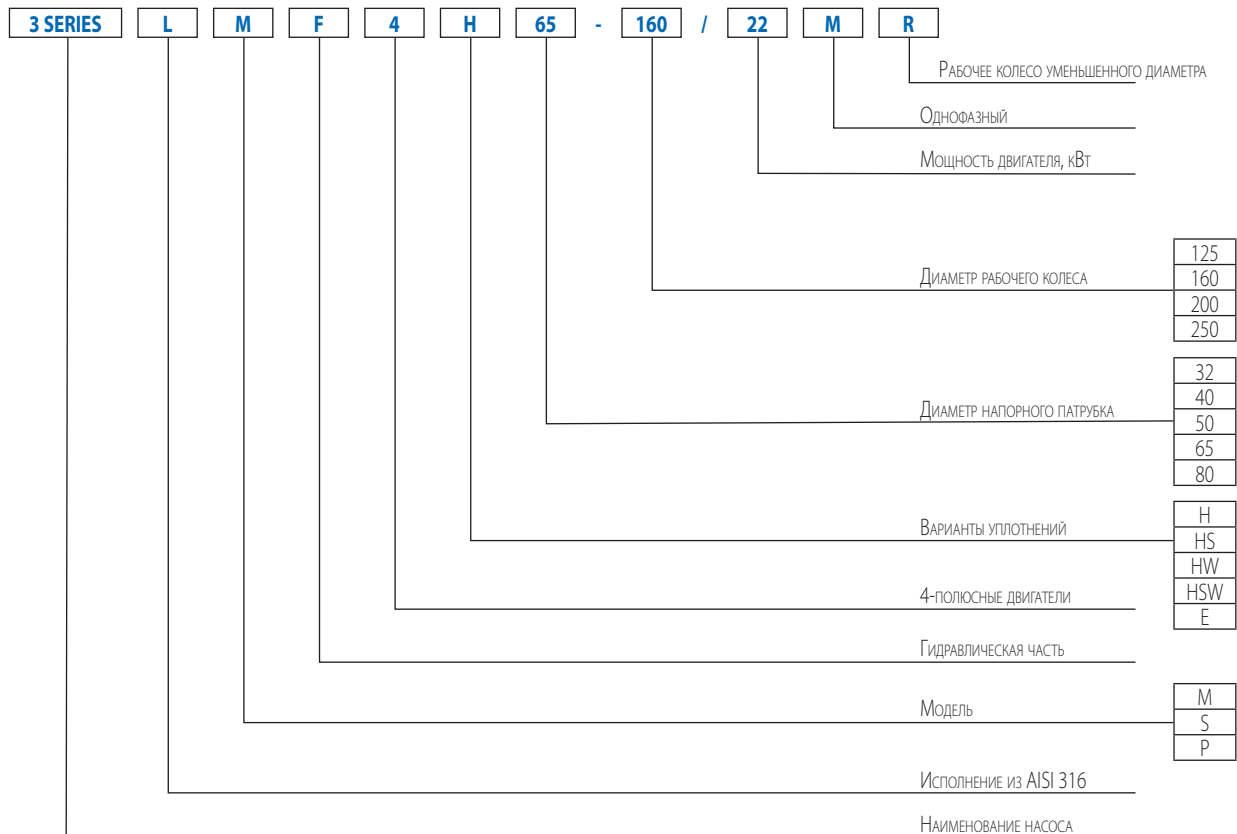 3 SERIES L M F 4 H 65 - 160 / 22 M R
Рабочее колесо уменьшенного диаметра
Однофазный
Мощность двигателя, кВт
Диаметр рабочего колеса
125
160
200
250
Диаметр напорного патрубка
32
40
50
65
80
Варианты уплотнений
H
HS
HW
HSW
E
4-полюсные двигатели
Гидравлическая часть
Модель
M
S
P
Исполнение из AISI 316
Наименование насоса